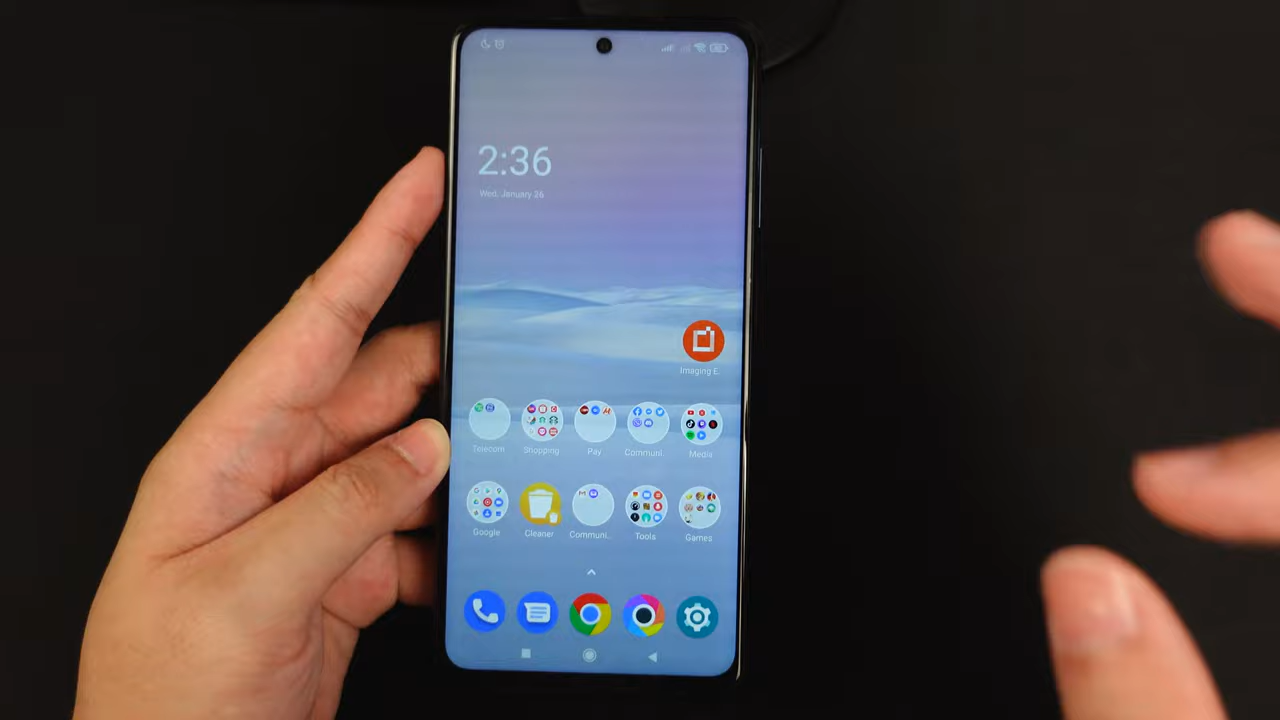 2:36
Wed, January 26
Imaging E.
Telecom Shopping Pay Communi.. Media
Google Cleaner Communi... Tools Games